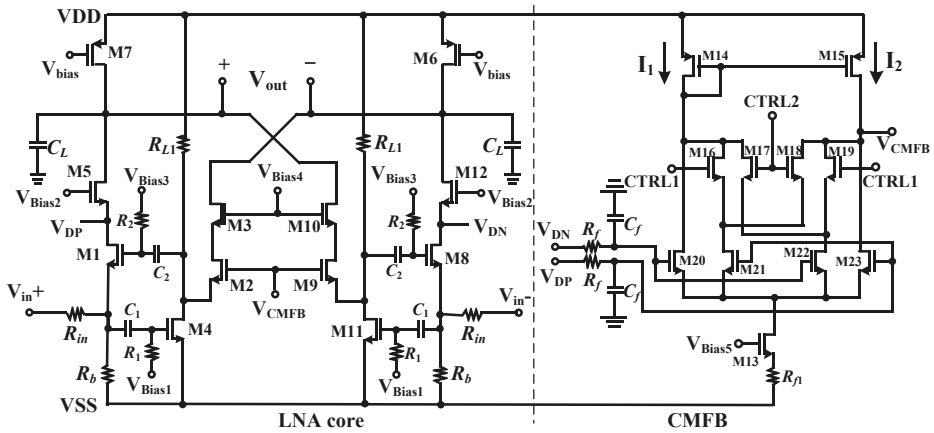 VDD
M7
Vbias
+
Vout
−
M6
Vbias
CL
RL1
RL1
CL
M5
VBias2
VBias3
VBias4
VBias3
M12
VBias2
VDP
R2
M3
M10
R2
VDN
M1
C2
C2
M8
M2
M9
VCMFB
Vin+
Rin
C1
M4
M11
C1
Rin
Vin-
R1
R1
Rb
VBias1
VBias1
Rb
VSS
LNA core
I1
M14
M15
I2
CTRL2
M16
M17
M18
M19
VCMFB
CTRL1
CTRL1
Cf
VDN
Rf
VDP
Rf
Cf
M20
M21
M22
M23
VBias5
M13
Rf1
CMFB